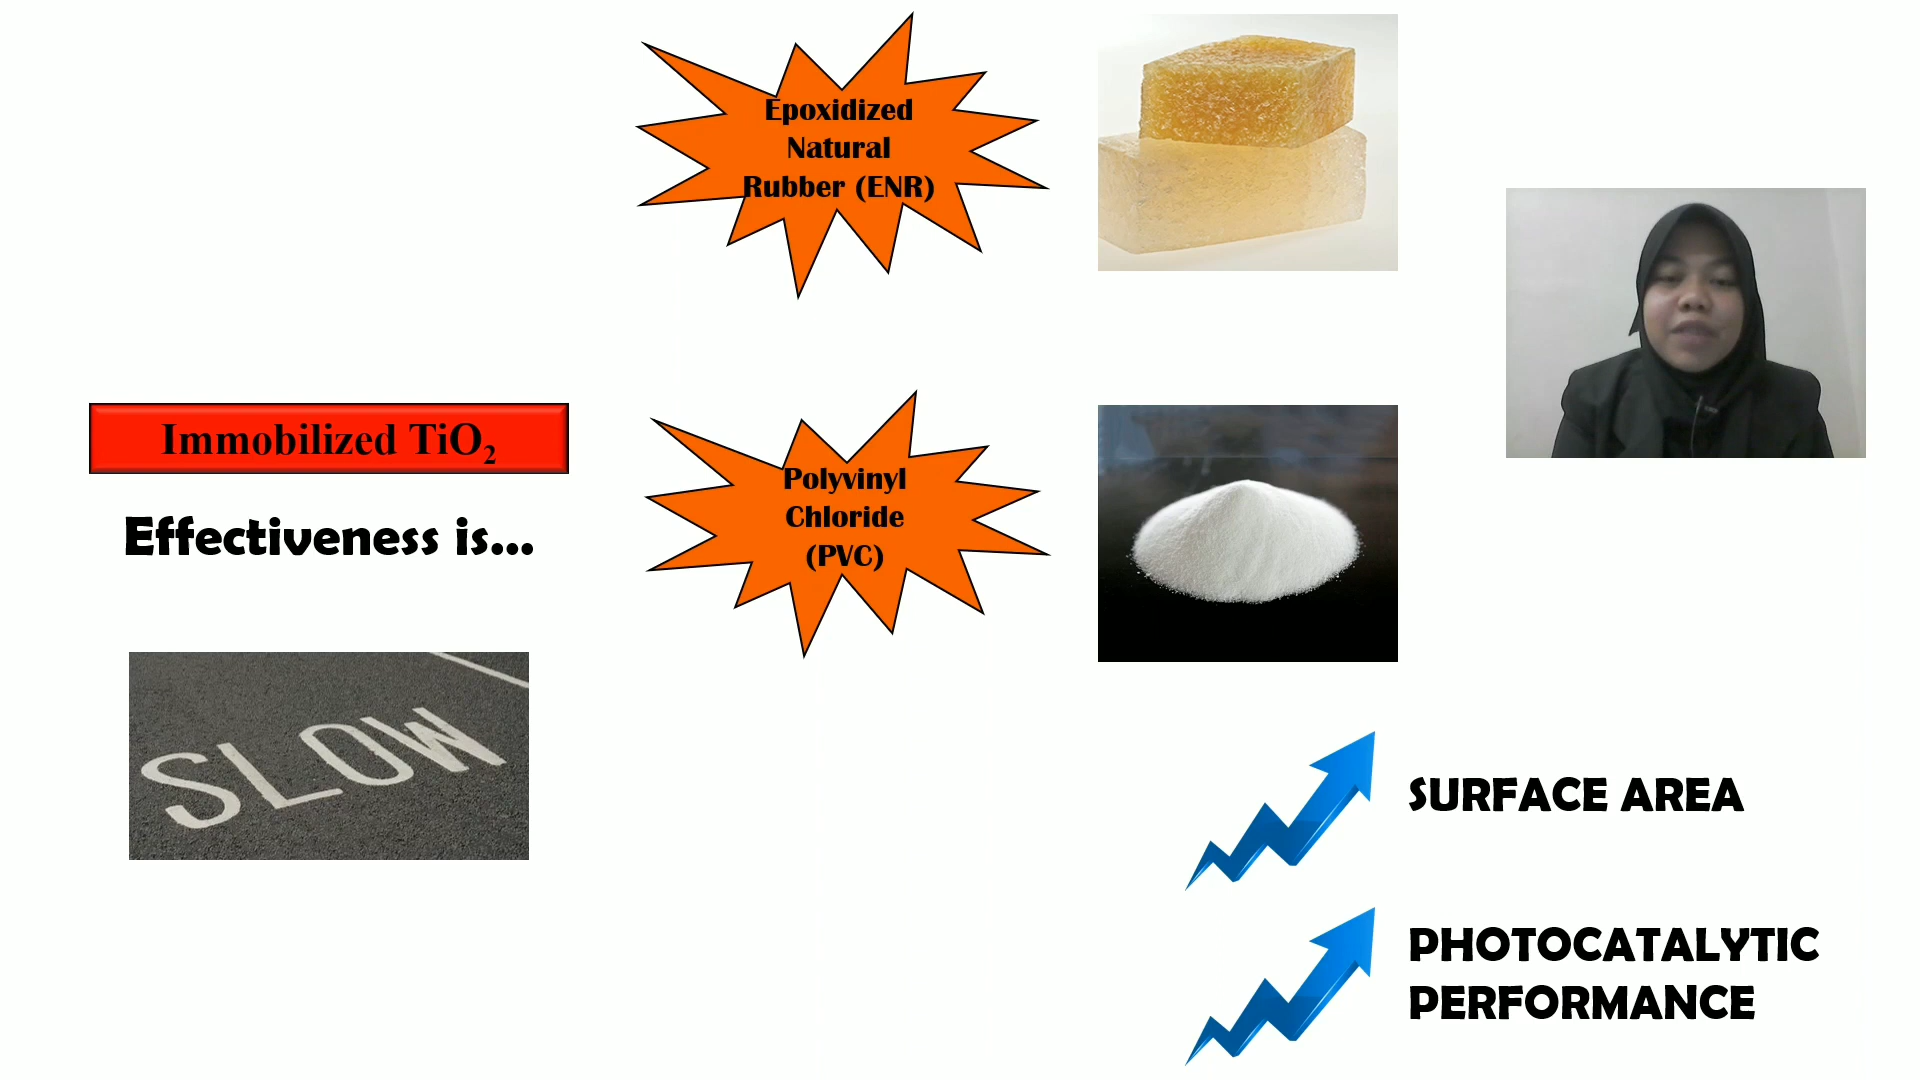 Immobilized TiO₂
Effectiveness is...
SLOW
Epoxidized
Natural
Rubber (ENR)
Polyvinyl
Chloride
(PVC)
SURFACE AREA
PHOTOCATALYTIC
PERFORMANCE